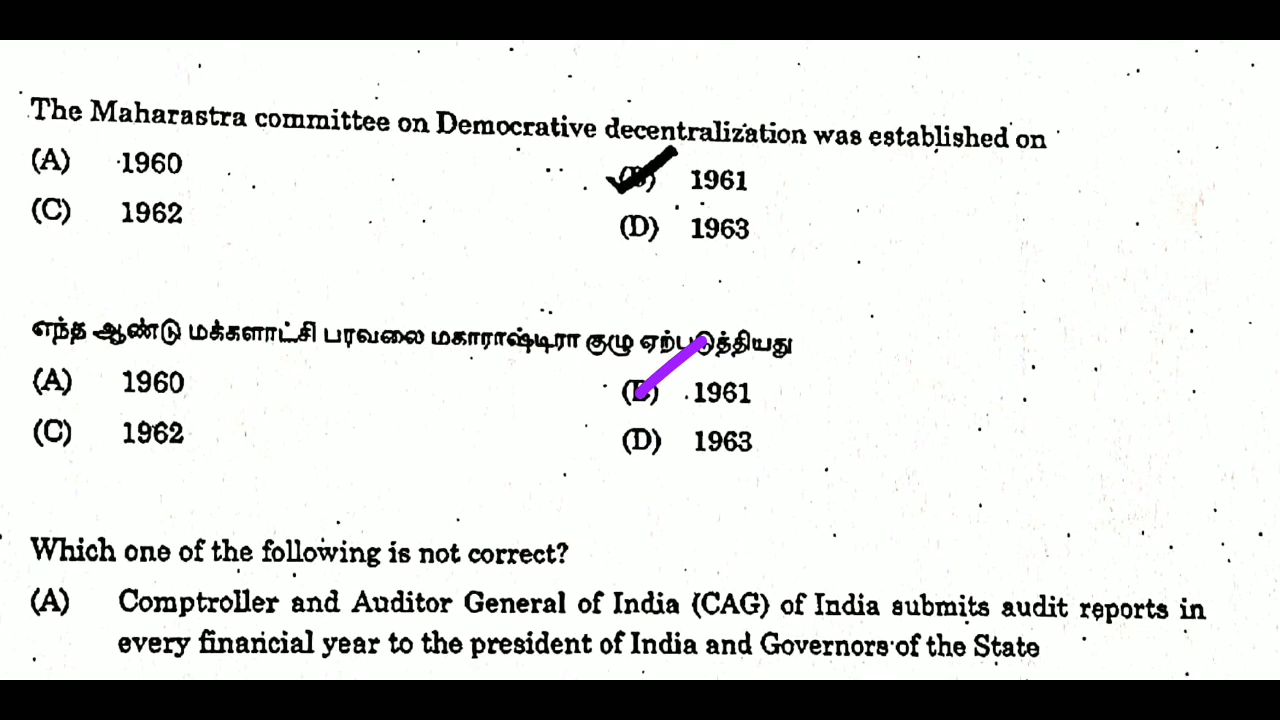 The Maharastra committee on Democrative decentralization was established on
(A) 1960 (B) 1961
(C) 1962 (D) 1963
எந்த ஆண்டு மக்களாட்சி பரவலை மகாராஷ்டிரா குழு ஏற்படுத்தியது
(A) 1960 (B) 1961
(C) 1962 (D) 1963
Which one of the following is not correct?
(A) Comptroller and Auditor General of India (CAG) of India submits audit reports in
every financial year to the president of India and Governors of the State